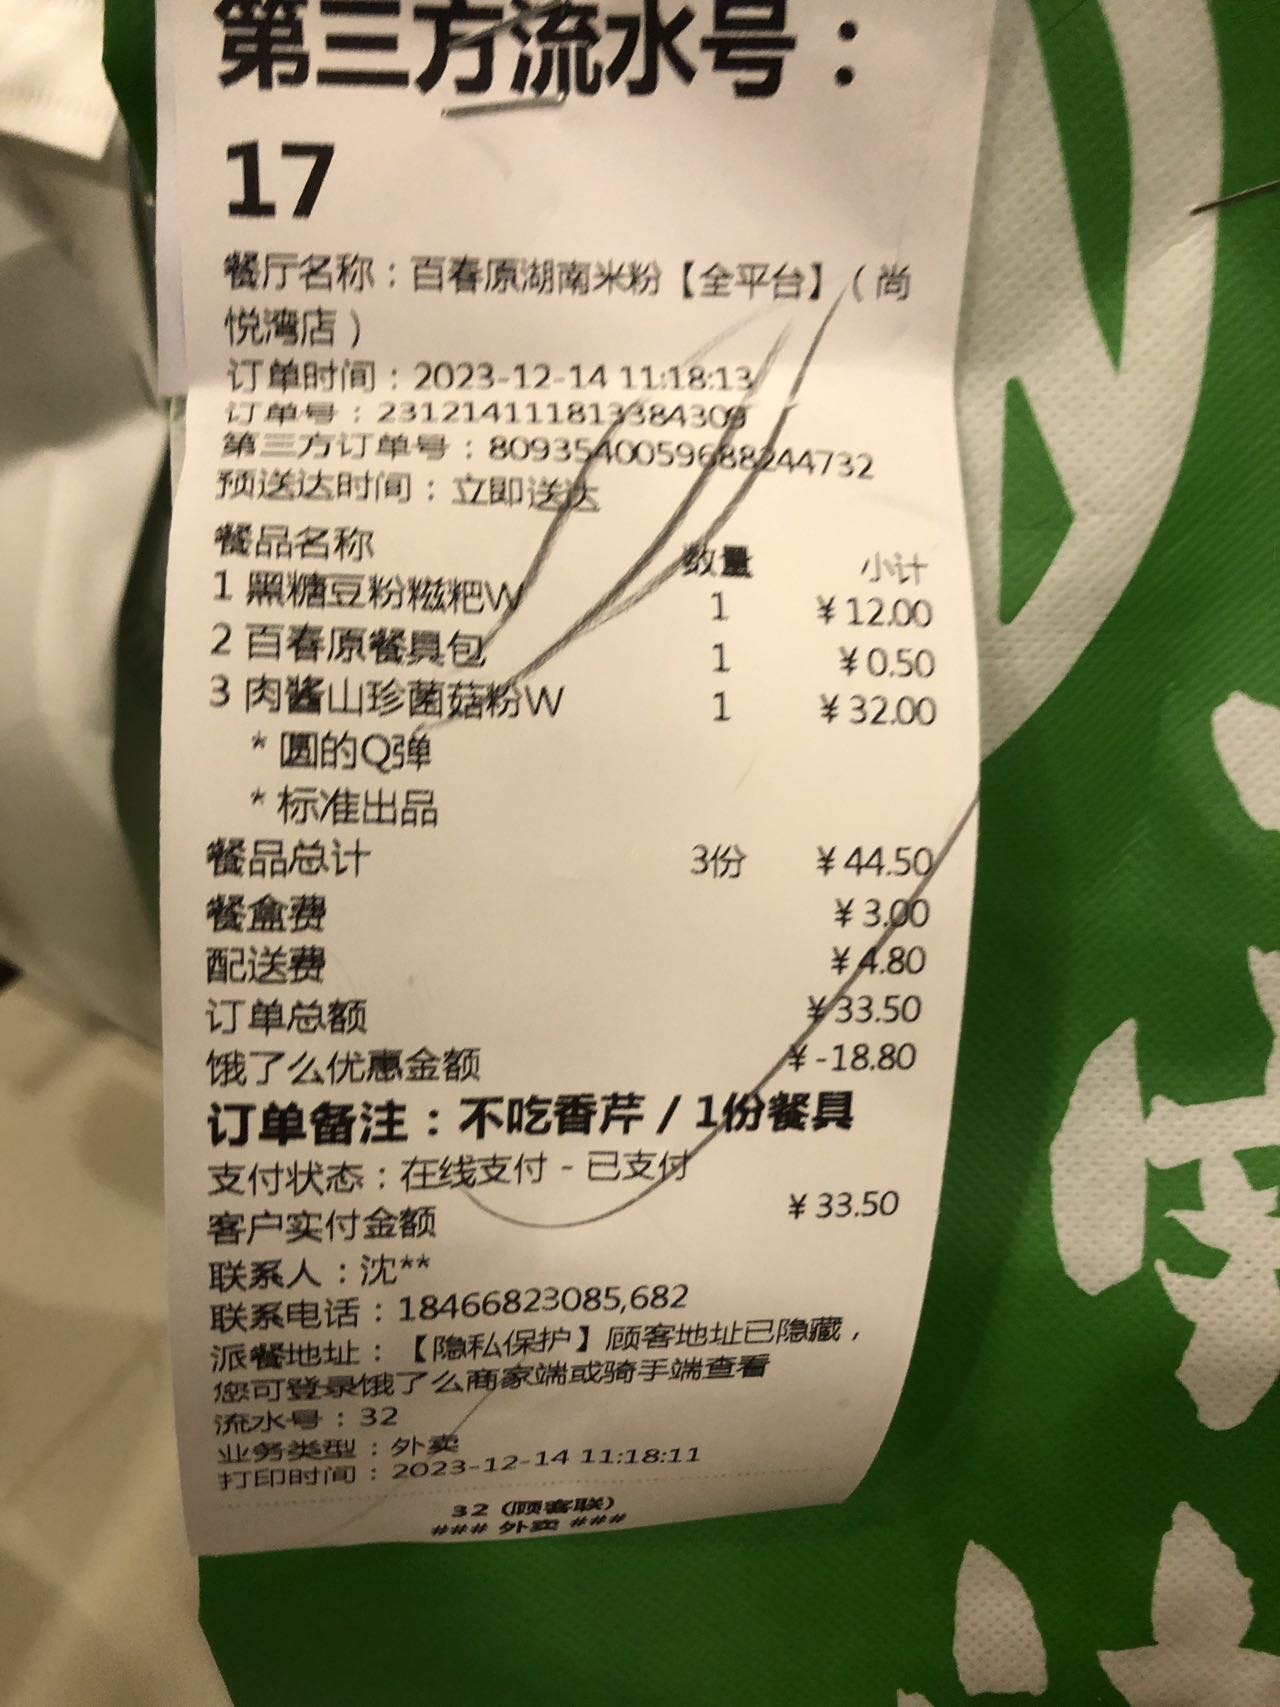 第三方流水号：
17
餐厅名称：百春原湖南米粉【全平台】（尚
悦湾店）
订单时间：2023-12-14 11:18:13
订单号：231214111813384309
第三方订单号：8093540059688244732
预送达时间：立即送达
餐品名称 数量 小计
1 黑糖豆粉糍粑W 1 ¥12.00
2 百春原餐具包 1 ¥0.50
3 肉酱山珍菌菇粉W 1 ¥32.00
* 圆的Q弹
* 标准出品
餐品总计 3份 ¥44.50
餐盒费 ¥3.00
配送费 ¥4.80
订单总额 ¥33.50
饿了么优惠金额 ¥-18.80
订单备注：不吃香芹 / 1份餐具
支付状态：在线支付 - 已支付
客户实付金额 ¥33.50
联系人：沈**
联系电话：18466823085,682
派餐地址：【隐私保护】顾客地址已隐藏，
您可登录饿了么商家端或骑手端查看
流水号：32
业务类型：外卖
打印时间：2023-12-14 11:18:11
32（顾客联）
### 外卖 ###